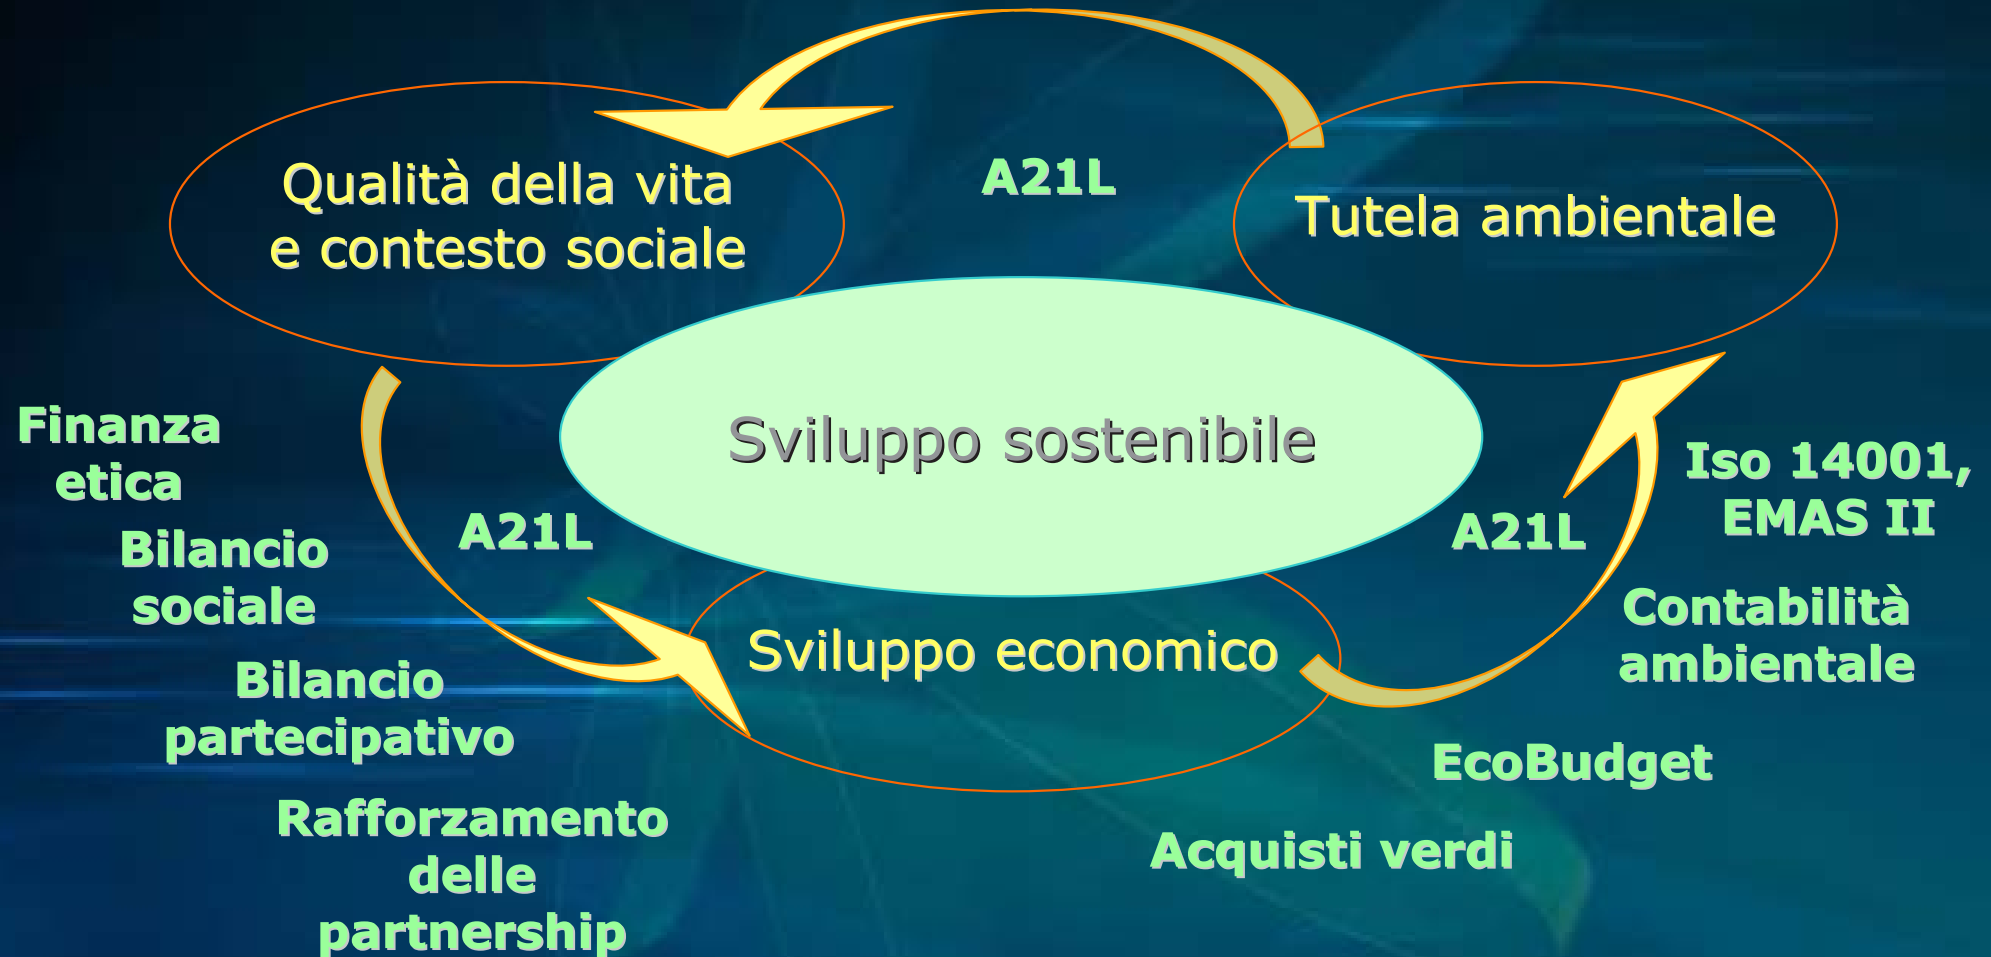 Qualità della vita
e contesto sociale
A21L
Tutela ambientale
Sviluppo sostenibile
Finanza
etica
Bilancio
sociale
Bilancio
partecipativo
Rafforzamento
delle
partnership
A21L
Sviluppo economico
A21L
Iso 14001,
EMAS II
Contabilità
ambientale
EcoBudget
Acquisti verdi